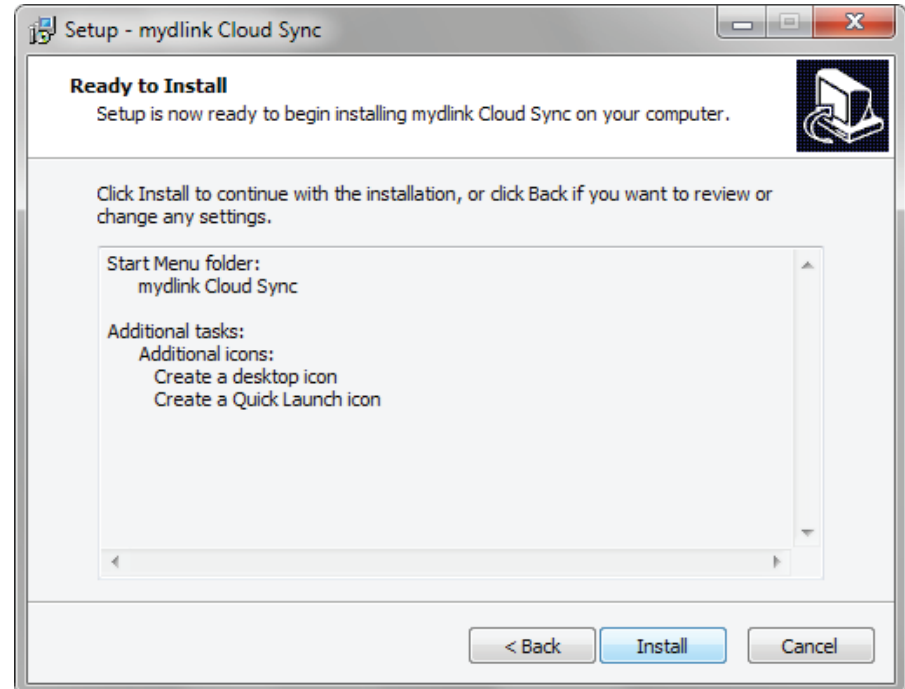 Setup - mydlink Cloud Sync
Ready to Install
Setup is now ready to begin installing mydlink Cloud Sync on your computer.
Click Install to continue with the installation, or click Back if you want to review or
change any settings.
Start Menu folder:
mydlink Cloud Sync
Additional tasks:
Additional icons:
Create a desktop icon
Create a Quick Launch icon
< Back
Install
Cancel